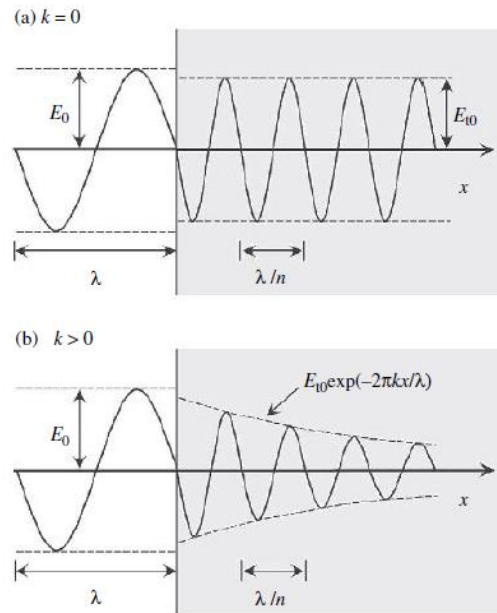 (a) k = 0
E₀
Eₜ₀
x
λ
λ/n
(b) k > 0
Eₜ₀exp(−2πkx/λ)
E₀
x
λ
λ/n